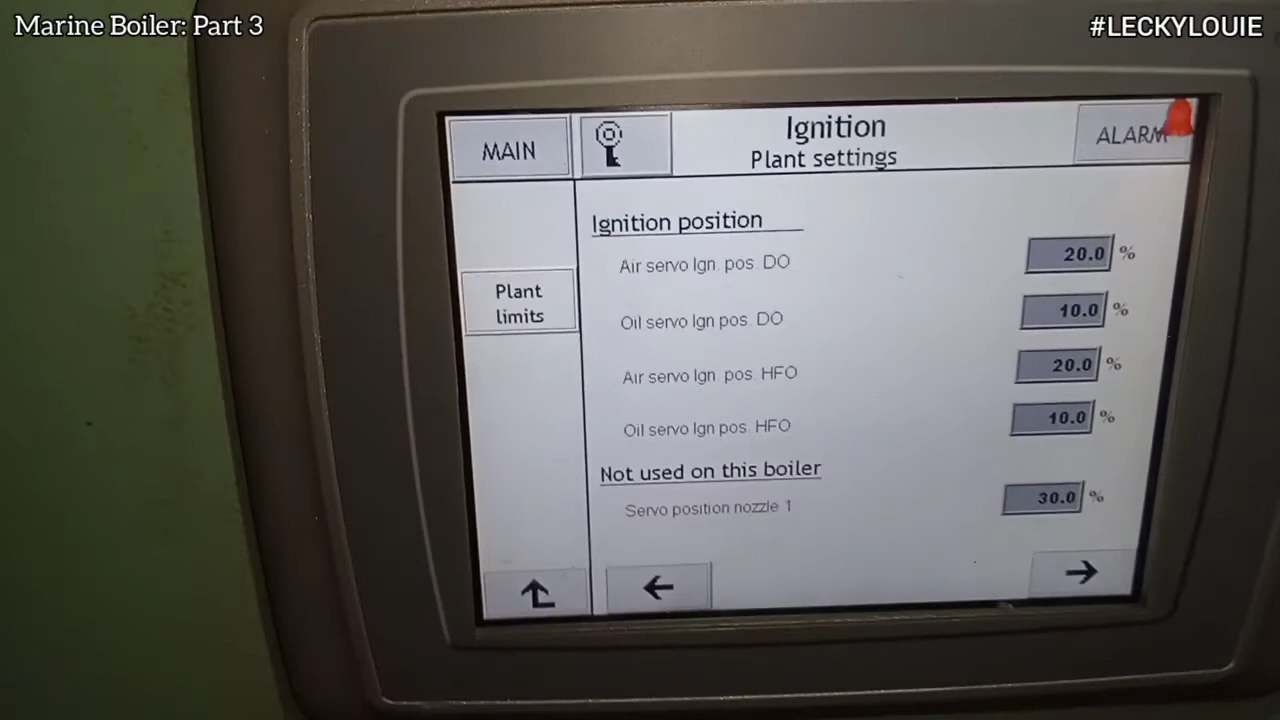 Marine Boiler: Part 3
#LECKYLOUIE
MAIN
Ignition
Plant settings
ALARM
Plant
limits
Ignition position
Air servo Ign. pos. DO 20.0 %
Oil servo Ign pos. DO 10.0 %
Air servo Ign. pos. HFO 20.0 %
Oil servo Ign pos. HFO 10.0 %
Not used on this boiler
Servo position nozzle 1 30.0 %